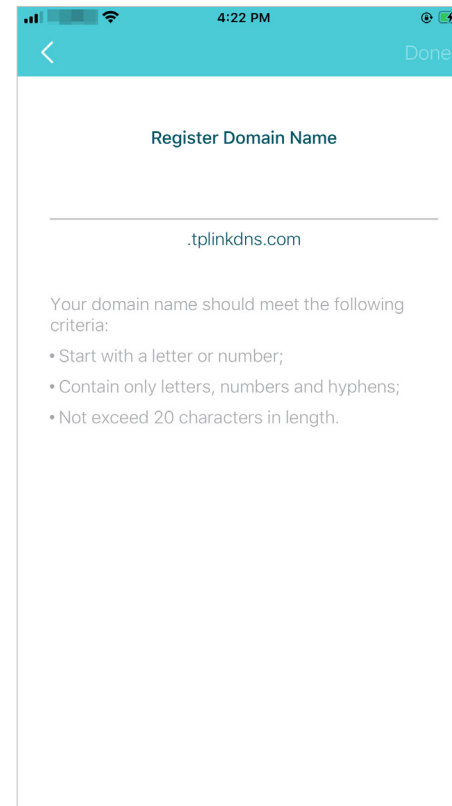 4:22 PM
Done
Register Domain Name
.tplinkdns.com
Your domain name should meet the following
criteria:
• Start with a letter or number;
• Contain only letters, numbers and hyphens;
• Not exceed 20 characters in length.